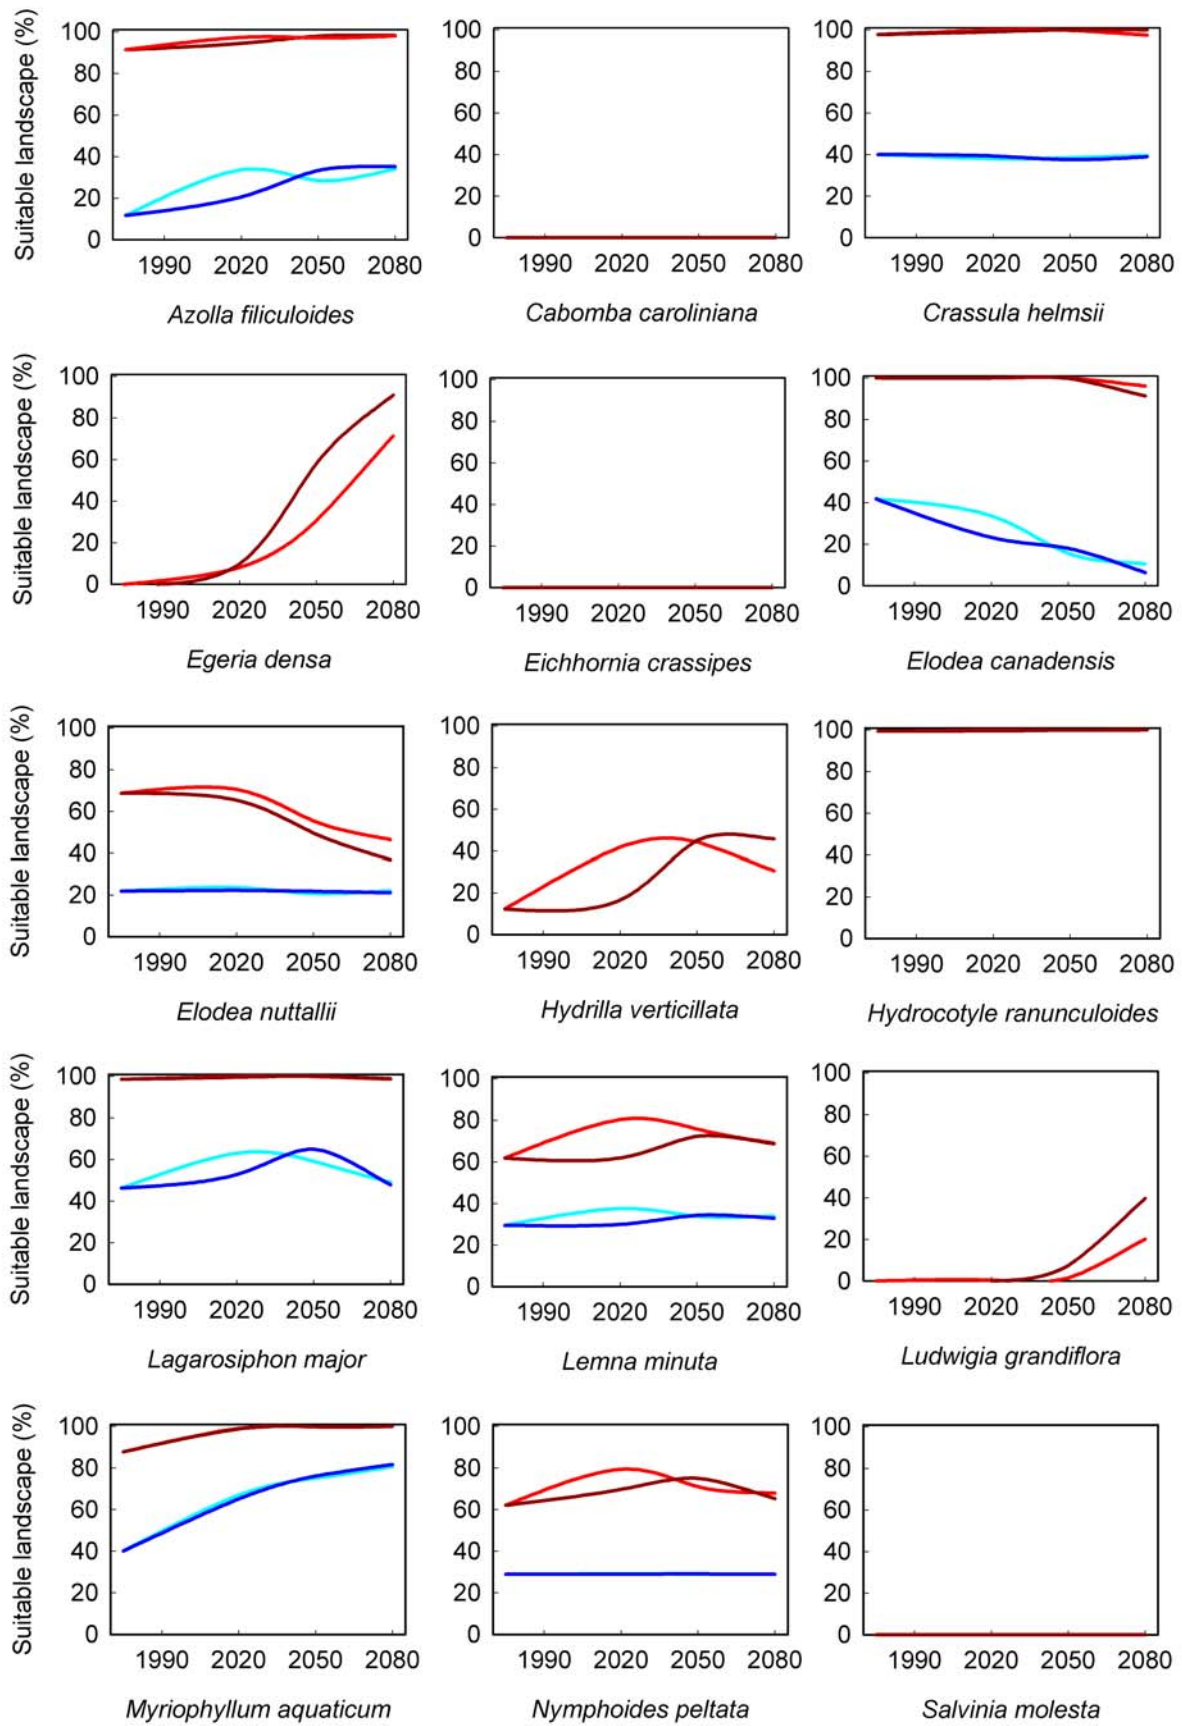 Suitable landscape (%)
100
80
60
40
20
0
1990 2020 2050 2080
Azolla filiculoides
100
80
60
40
20
0
1990 2020 2050 2080
Cabomba caroliniana
100
80
60
40
20
0
1990 2020 2050 2080
Crassula helmsii
Suitable landscape (%)
100
80
60
40
20
0
1990 2020 2050 2080
Egeria densa
100
80
60
40
20
0
1990 2020 2050 2080
Eichhornia crassipes
100
80
60
40
20
0
1990 2020 2050 2080
Elodea canadensis
Suitable landscape (%)
100
80
60
40
20
0
1990 2020 2050 2080
Elodea nuttallii
100
80
60
40
20
0
1990 2020 2050 2080
Hydrilla verticillata
100
80
60
40
20
0
1990 2020 2050 2080
Hydrocotyle ranunculoides
Suitable landscape (%)
100
80
60
40
20
0
1990 2020 2050 2080
Lagarosiphon major
100
80
60
40
20
0
1990 2020 2050 2080
Lemna minuta
100
80
60
40
20
0
1990 2020 2050 2080
Ludwigia grandiflora
Suitable landscape (%)
100
80
60
40
20
0
1990 2020 2050 2080
Myriophyllum aquaticum
100
80
60
40
20
0
1990 2020 2050 2080
Nymphoides peltata
100
80
60
40
20
0
1990 2020 2050 2080
Salvinia molesta